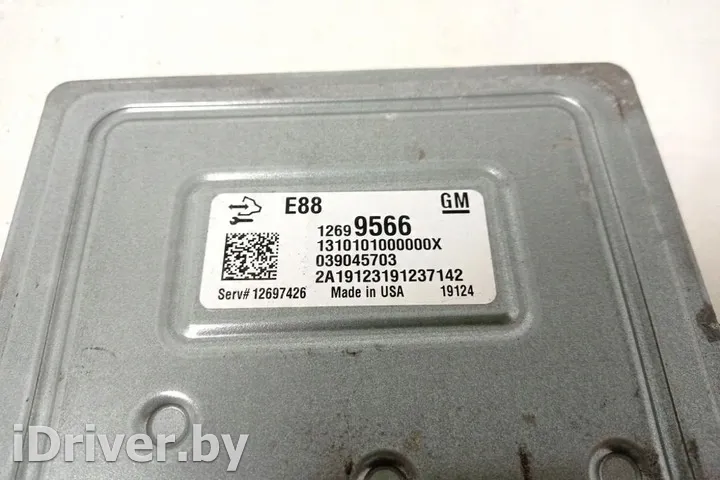 E88
GM
1269 9566
1310101000000X
039045703
2A19123191237142
Serv# 12697426 Made in USA 19124
iDriver.by